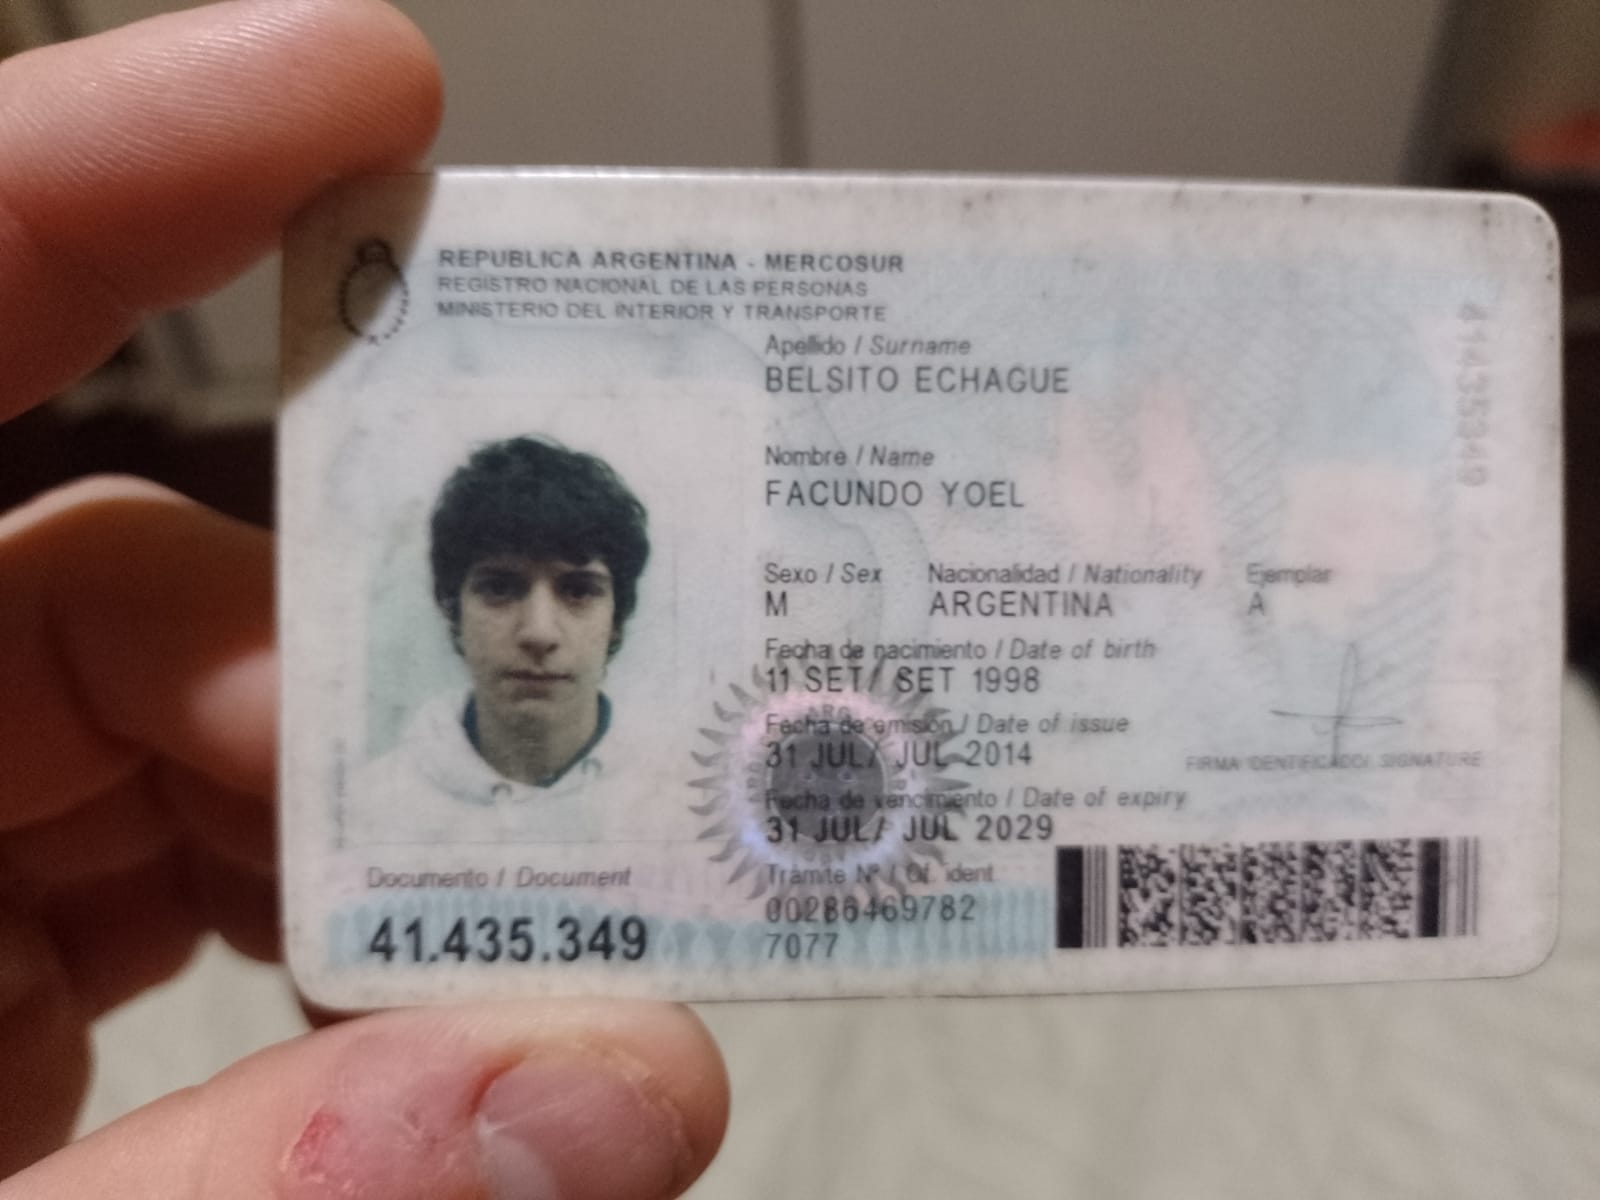 REPUBLICA ARGENTINA - MERCOSUR
REGISTRO NACIONAL DE LAS PERSONAS
MINISTERIO DEL INTERIOR Y TRANSPORTE
Apellido / Surname
BELSITO ECHAGUE
Nombre / Name
FACUNDO YOEL
Sexo / Sex Nacionalidad / Nationality Ejemplar
M ARGENTINA A
Fecha de nacimiento / Date of birth
11 SET/ SET 1998
Fecha de emisión / Date of issue
31 JUL/ JUL 2014
FIRMA IDENTIFICADO/ SIGNATURE
Fecha de vencimiento / Date of expiry
31 JUL/ JUL 2029
Documento / Document
41.435.349
Trámite Nº / Of. ident.
00286469782
7077
41435349